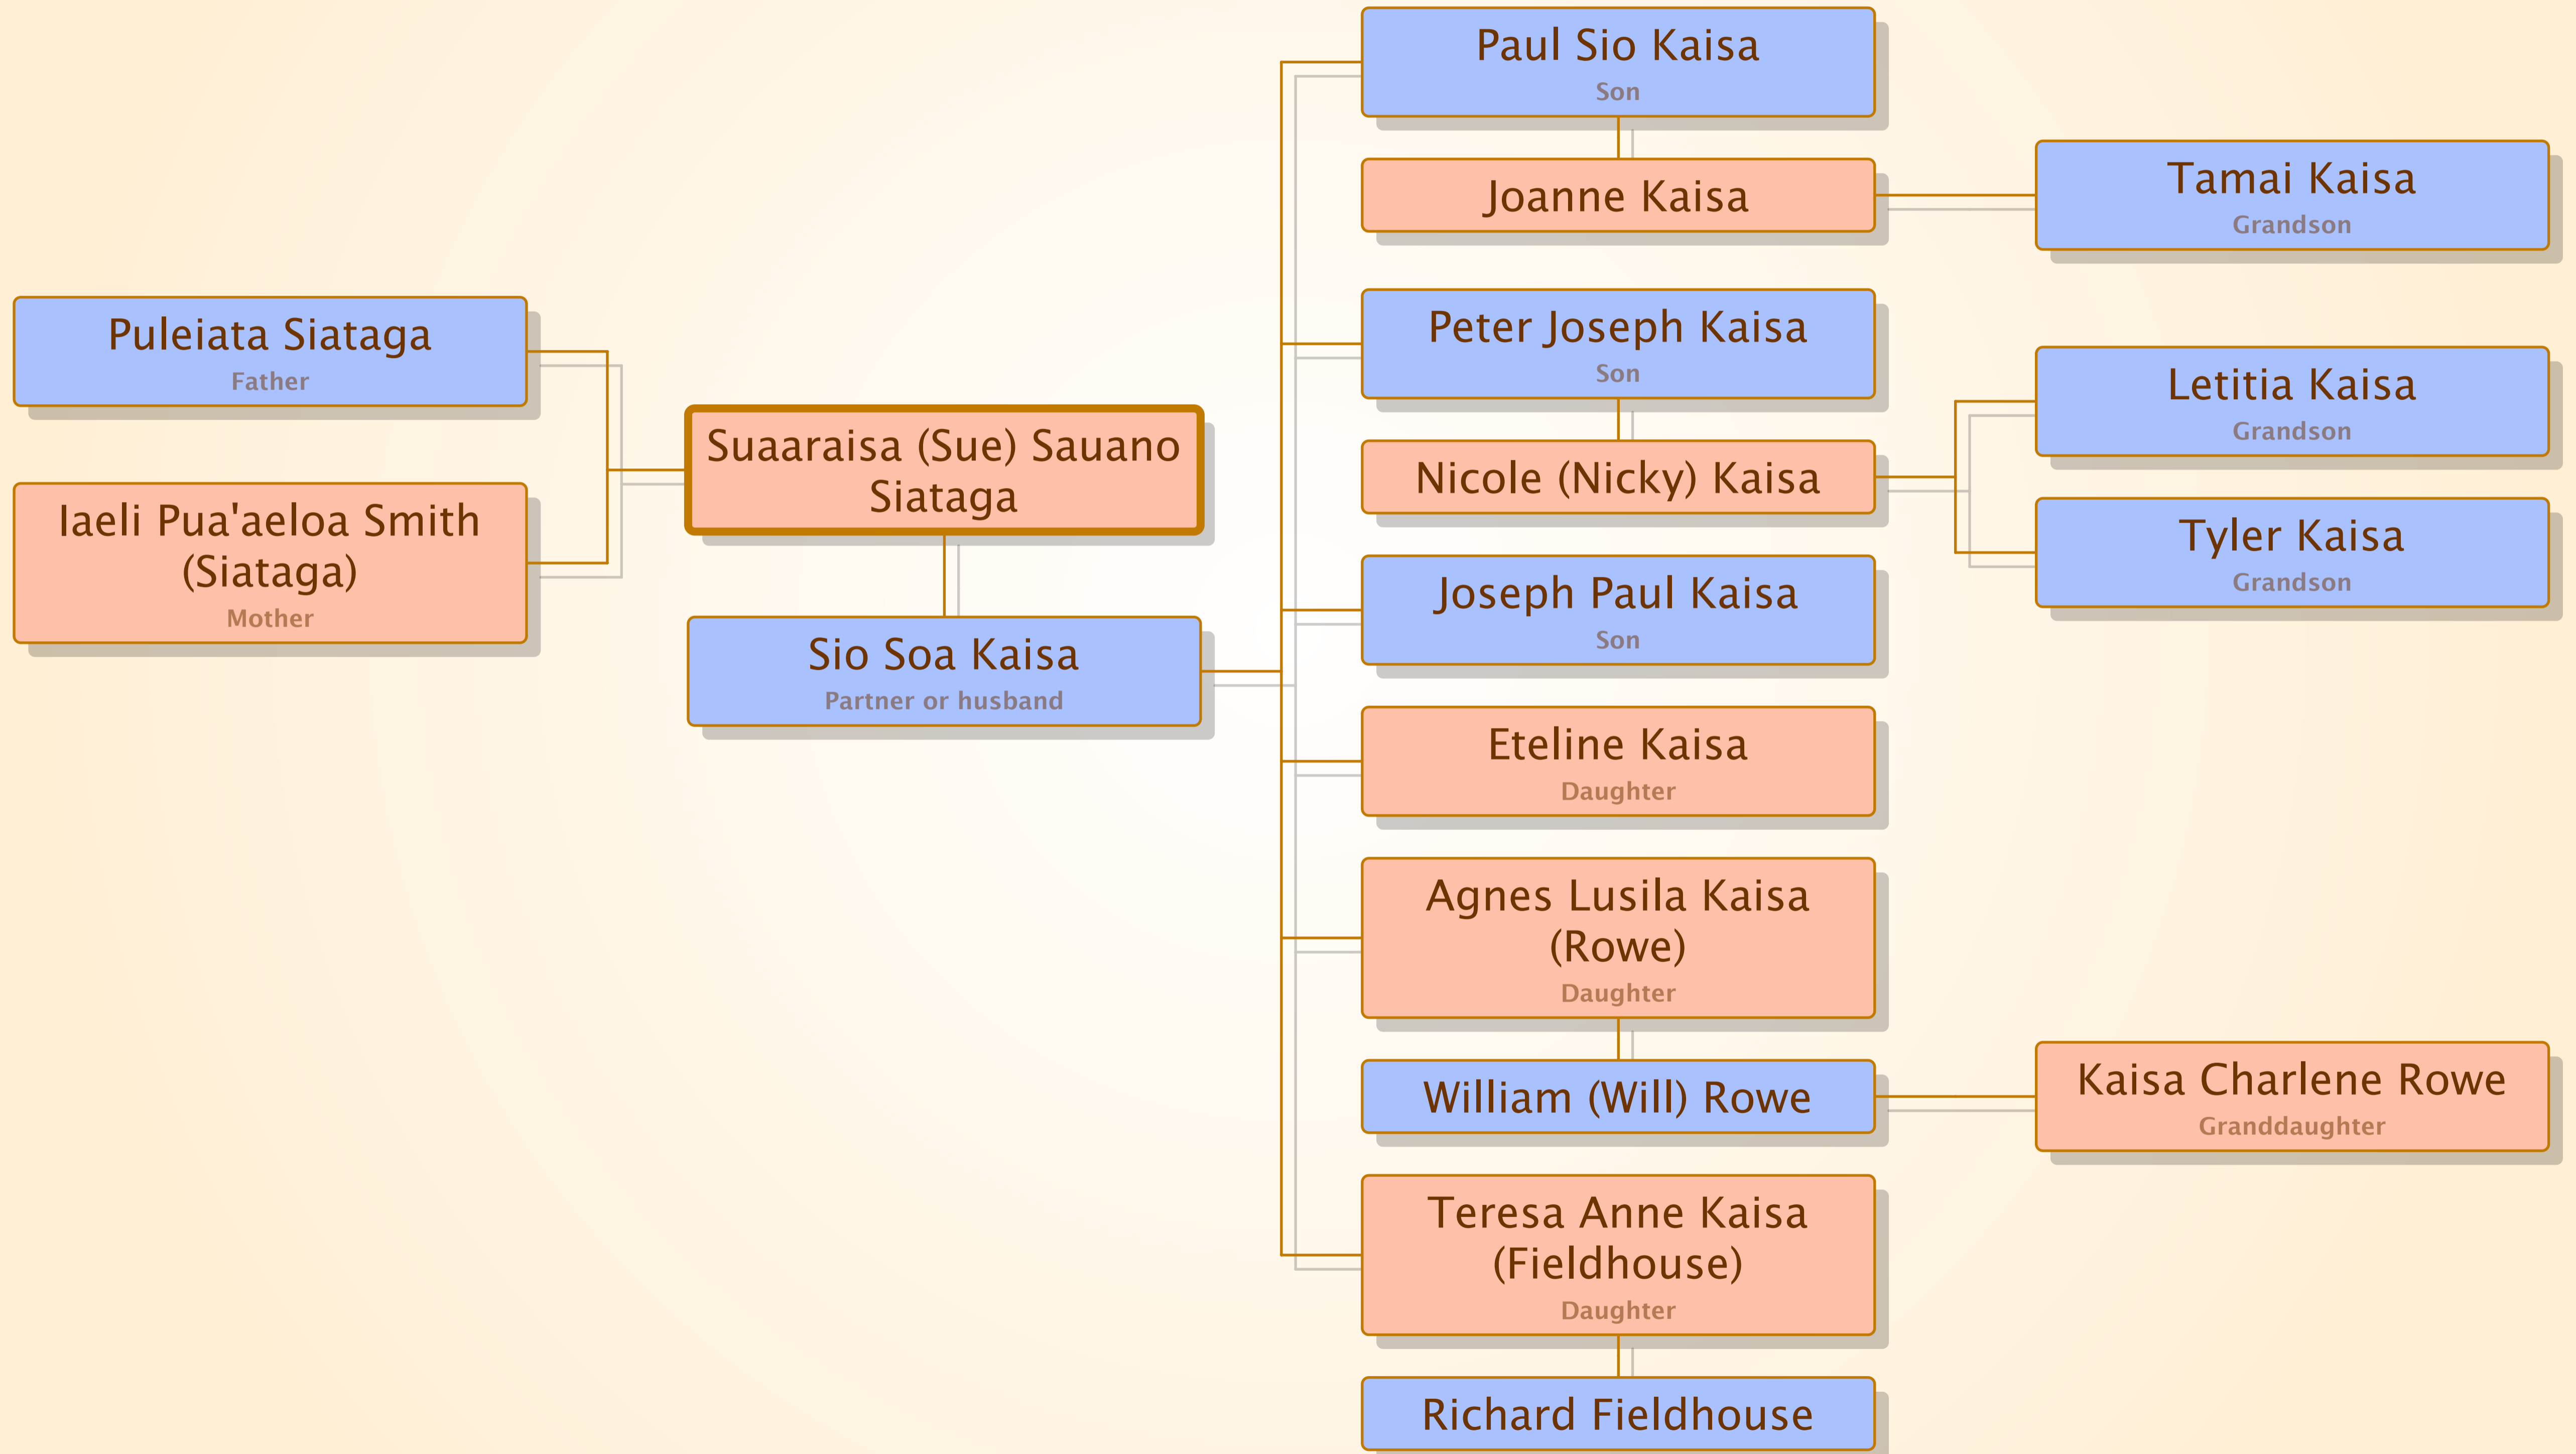 Puleiata Siataga
Father
Iaeli Pua'aeloa Smith
(Siataga)
Mother
Suaaraisa (Sue) Sauano
Siataga
Sio Soa Kaisa
Partner or husband
Paul Sio Kaisa
Son
Joanne Kaisa
Peter Joseph Kaisa
Son
Nicole (Nicky) Kaisa
Joseph Paul Kaisa
Son
Eteline Kaisa
Daughter
Agnes Lusila Kaisa
(Rowe)
Daughter
William (Will) Rowe
Teresa Anne Kaisa
(Fieldhouse)
Daughter
Richard Fieldhouse
Tamai Kaisa
Grandson
Letitia Kaisa
Grandson
Tyler Kaisa
Grandson
Kaisa Charlene Rowe
Granddaughter